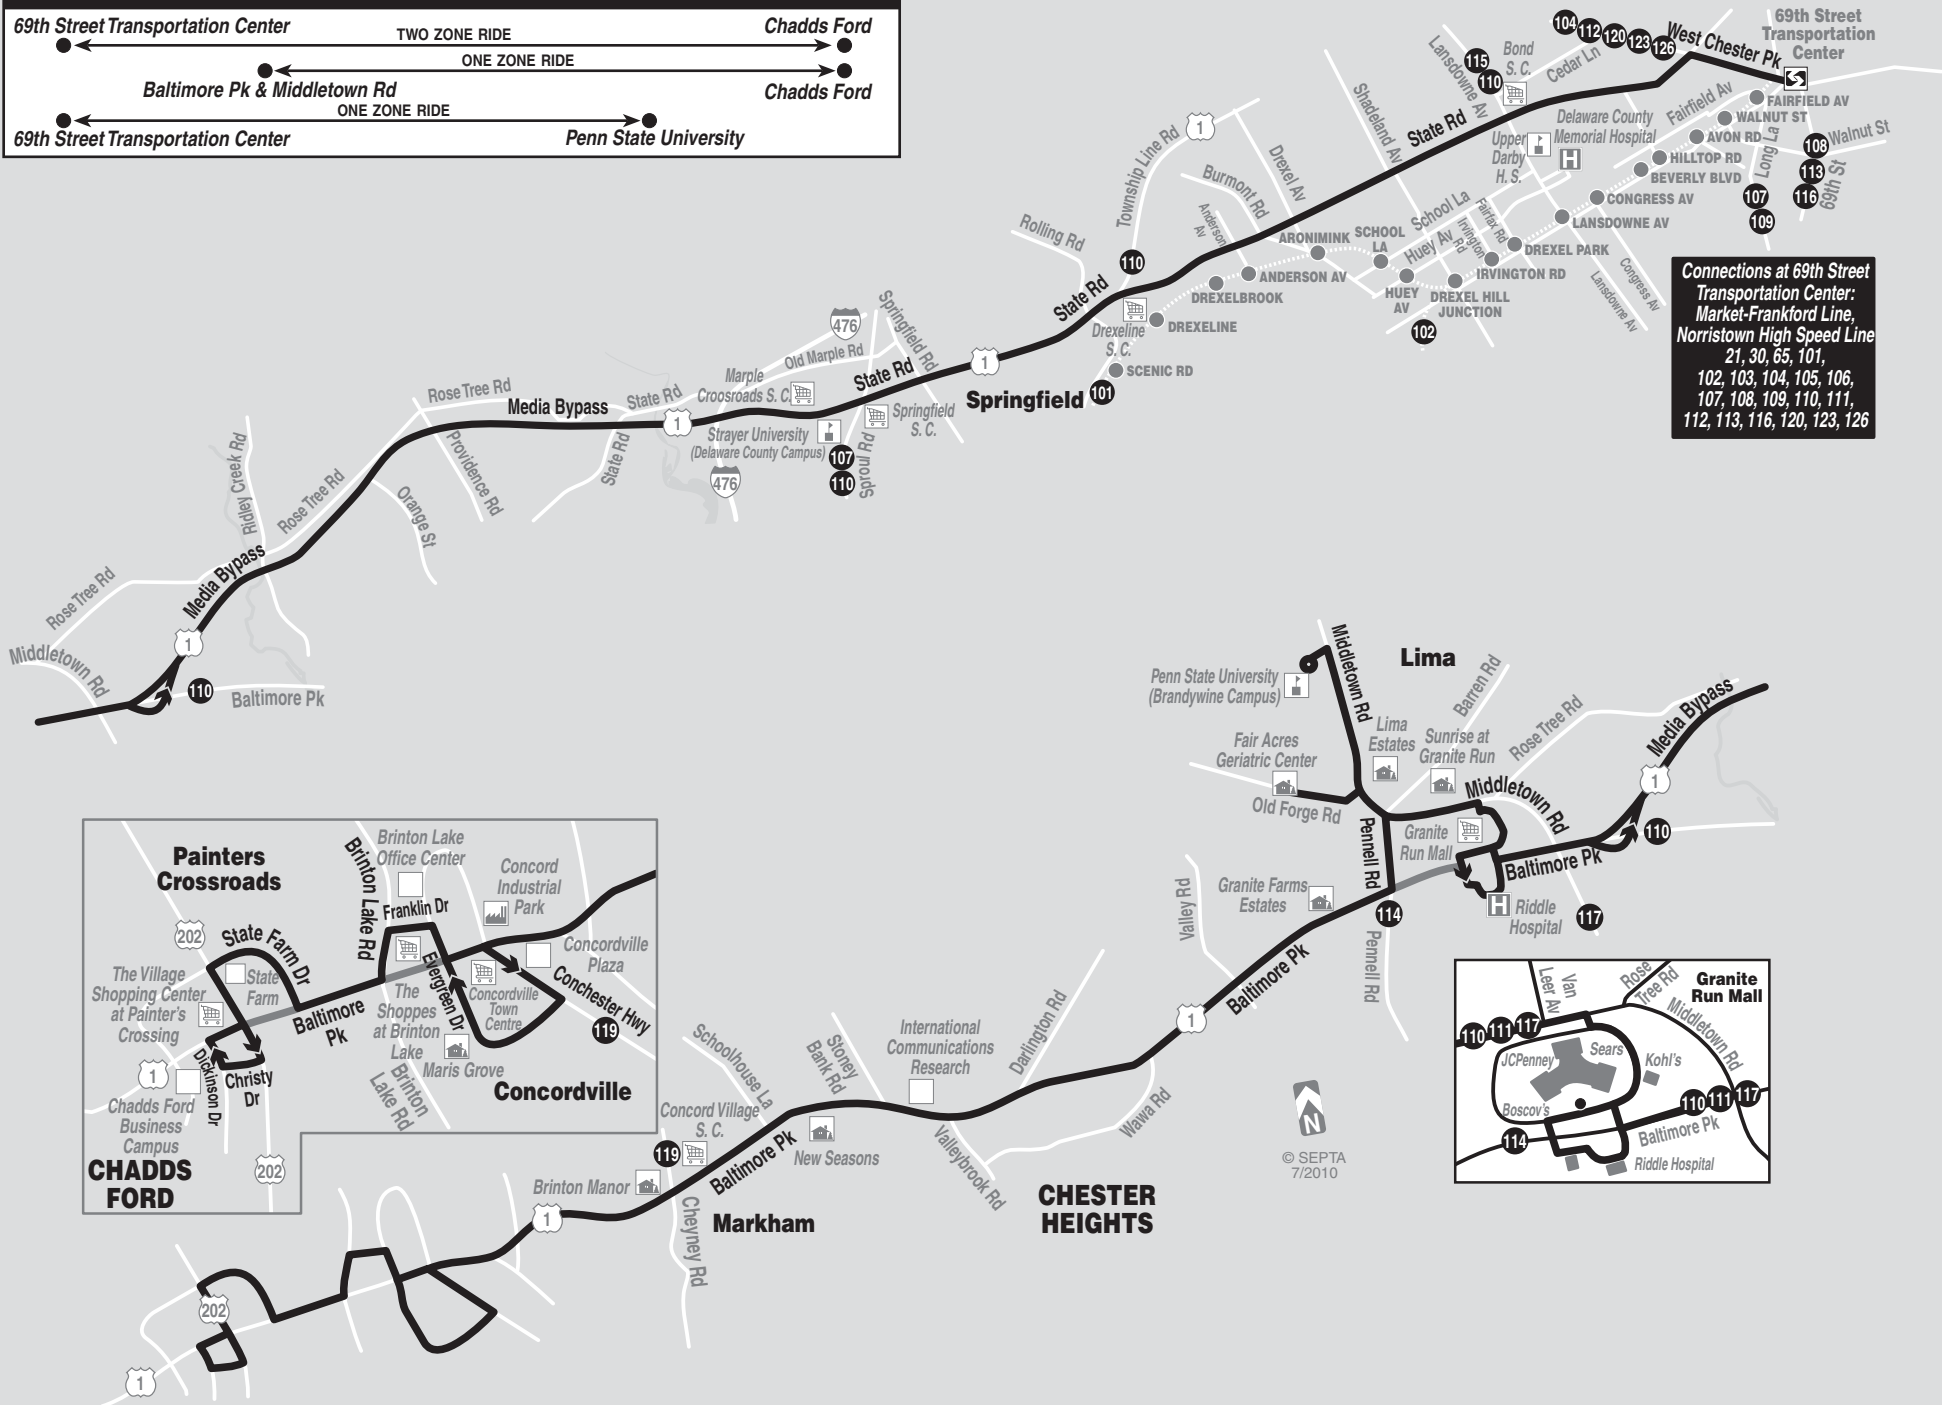 69th Street Transportation Center
Chadds Ford
TWO ZONE RIDE
ONE ZONE RIDE
Baltimore Pk & Middletown Rd
Chadds Ford
ONE ZONE RIDE
69th Street Transportation Center
Penn State University
104
112
120
123
126
West Chester Pk
69th Street
Transportation
Center
115
110
Lansdowne Av
Bond
S. C.
Cedar Ln
State Rd
Shadeland Av
Upper
Darby
H. S.
Delaware County
Memorial Hospital
H
Fairfield Av
FAIRFIELD AV
WALNUT ST
AVON RD
HILLTOP RD
BEVERLY BLVD
CONGRESS AV
LANSDOWNE AV
DREXEL PARK
IRVINGTON RD
DREXEL HILL
JUNCTION
HUEY
AV
SCHOOL
LA
ARONIMINK
ANDERSON AV
DREXELBROOK
DREXELINE
SCENIC RD
Long La
Walnut St
108
113
116
69th St
107
109
1
Township Line Rd
Drexel Av
Burmont Rd
Anderson
Av
School La
Huey Av
Fairfax Rd
Irvington
Rd
Congress Av
Lansdowne Av
102
Rolling Rd
110
State Rd
Drexeline
S. C.
101
Springfield
1
Connections at 69th Street
Transportation Center:
Market-Frankford Line,
Norristown High Speed Line
21, 30, 65, 101,
102, 103, 104, 105, 106,
107, 108, 109, 110, 111,
112, 113, 116, 120, 123, 126
Springfield Rd
476
Old Marple Rd
State Rd
Marple
Croosroads S. C.
Springfield
S. C.
Strayer University
(Delaware County Campus)
107
110
Sproul Rd
476
1
State Rd
State Rd
Rose Tree Rd
Media Bypass
Providence Rd
Orange St
Rose Tree Rd
Ridley Creek Rd
Media Bypass
Rose Tree Rd
1
Middletown Rd
110
Baltimore Pk
Penn State University
(Brandywine Campus)
Middletown Rd
Lima
Barren Rd
Rose Tree Rd
Media Bypass
Lima
Estates
Sunrise at
Granite Run
Fair Acres
Geriatric Center
Old Forge Rd
Middletown Rd
1
110
Pennell Rd
Granite
Run Mall
Baltimore Pk
Granite Farms
Estates
114
H
Riddle
Hospital
117
Valley Rd
Pennell Rd
Baltimore Pk
1
Granite
Run Mall
Van
Leer Av
Rose
Tree Rd
Middletown Rd
110
111
117
JCPenney
Sears
Kohl's
Boscov's
110
111
117
114
Baltimore Pk
Riddle Hospital
Painters
Crossroads
202
State Farm Dr
State
Farm
The Village
Shopping Center
at Painter's
Crossing
Baltimore
Pk
1
Dickinson Dr
Christy
Dr
Chadds Ford
Business
Campus
CHADDS
FORD
202
Brinton Lake
Office Center
Brinton Lake Rd
Franklin Dr
Concord
Industrial
Park
Concordville
Plaza
Evergreen Dr
Concordville
Town
Centre
Conchester Hwy
119
The
Shoppes
at Brinton
Lake
Maris Grove
Brinton
Lake Rd
Concordville
Schoolhouse La
Stoney
Bank Rd
International
Communications
Research
Darlington Rd
Wawa Rd
Concord Village
S. C.
119
Baltimore Pk
New Seasons
Valleybrook Rd
Brinton Manor
Cheyney Rd
Markham
CHESTER
HEIGHTS
1
N
© SEPTA
7/2010
202
1